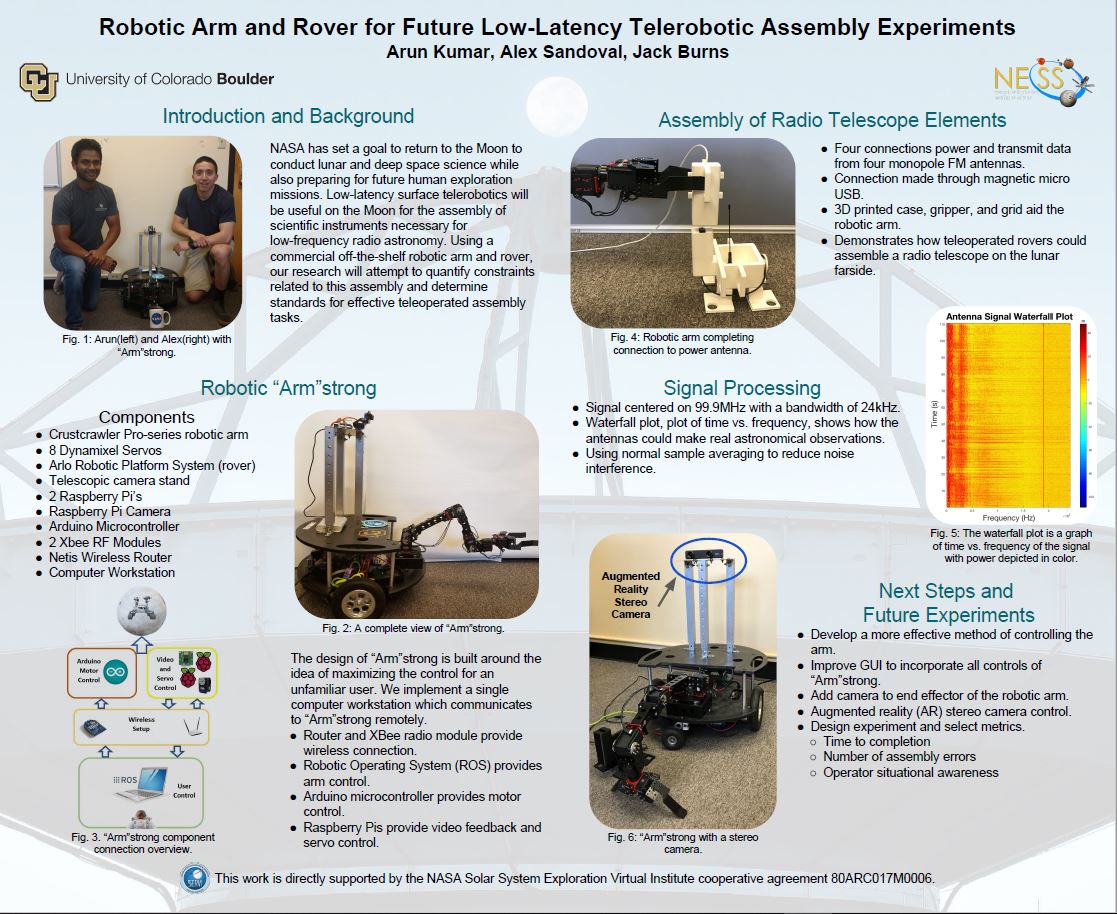 Robotic Arm and Rover for Future Low-Latency Telerobotic Assembly Experiments
Arun Kumar, Alex Sandoval, Jack Burns
University of Colorado Boulder
NESS
Introduction and Background
NASA has set a goal to return to the Moon to
conduct lunar and deep space science while
also preparing for future human exploration
missions. Low-latency surface telerobotics will
be useful on the Moon for the assembly of
scientific instruments necessary for
low-frequency radio astronomy. Using a
commercial off-the-shelf robotic arm and rover,
our research will attempt to quantify constraints
related to this assembly and determine
standards for effective teleoperated assembly
tasks.
Fig. 1: Arun(left) and Alex(right) with
"Arm"strong.
Robotic "Arm"strong
Components
● Crustcrawler Pro-series robotic arm
● 8 Dynamixel Servos
● Arlo Robotic Platform System (rover)
● Telescopic camera stand
● 2 Raspberry Pi's
● Raspberry Pi Camera
● Arduino Microcontroller
● 2 Xbee RF Modules
● Netis Wireless Router
● Computer Workstation
Fig. 2: A complete view of "Arm"strong.
Arduino
Motor
Control
Video
and
Servo
Control
Wireless
Setup
ROS
User
Control
Fig. 3. "Arm"strong component
connection overview.
The design of "Arm"strong is built around the
idea of maximizing the control for an
unfamiliar user. We implement a single
computer workstation which communicates
to "Arm"strong remotely.
● Router and XBee radio module provide
wireless connection.
● Robotic Operating System (ROS) provides
arm control.
● Arduino microcontroller provides motor
control.
● Raspberry Pis provide video feedback and
servo control.
Assembly of Radio Telescope Elements
● Four connections power and transmit data
from four monopole FM antennas.
● Connection made through magnetic micro
USB.
● 3D printed case, gripper, and grid aid the
robotic arm.
● Demonstrates how teleoperated rovers could
assemble a radio telescope on the lunar
farside.
Fig. 4: Robotic arm completing
connection to power antenna.
Signal Processing
● Signal centered on 99.9MHz with a bandwidth of 24kHz.
● Waterfall plot, plot of time vs. frequency, shows how the
antennas could make real astronomical observations.
● Using normal sample averaging to reduce noise
interference.
Antenna Signal Waterfall Plot
Time (s)
Frequency (Hz)
Fig. 5: The waterfall plot is a graph
of time vs. frequency of the signal
with power depicted in color.
Augmented
Reality
Stereo
Camera
Fig. 6: "Arm"strong with a stereo
camera.
Next Steps and
Future Experiments
● Develop a more effective method of controlling the
arm.
● Improve GUI to incorporate all controls of
"Arm"strong.
● Add camera to end effector of the robotic arm.
● Augmented reality (AR) stereo camera control.
● Design experiment and select metrics.
○ Time to completion
○ Number of assembly errors
○ Operator situational awareness
This work is directly supported by the NASA Solar System Exploration Virtual Institute cooperative agreement 80ARC017M0006.